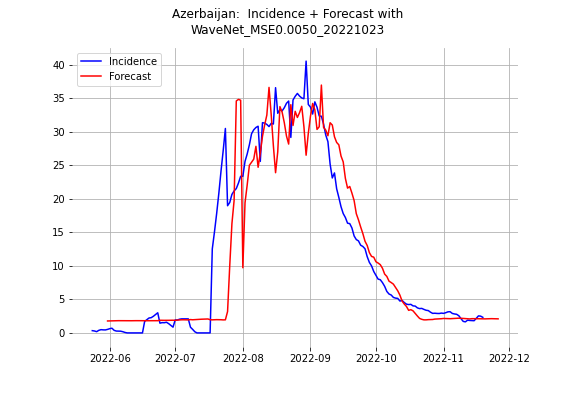 Azerbaijan:  Incidence + Forecast with
WaveNet_MSE0.0050_20221023
Incidence
Forecast
40
35
30
25
20
15
10
5
0
2022-06 2022-07 2022-08 2022-09 2022-10 2022-11 2022-12